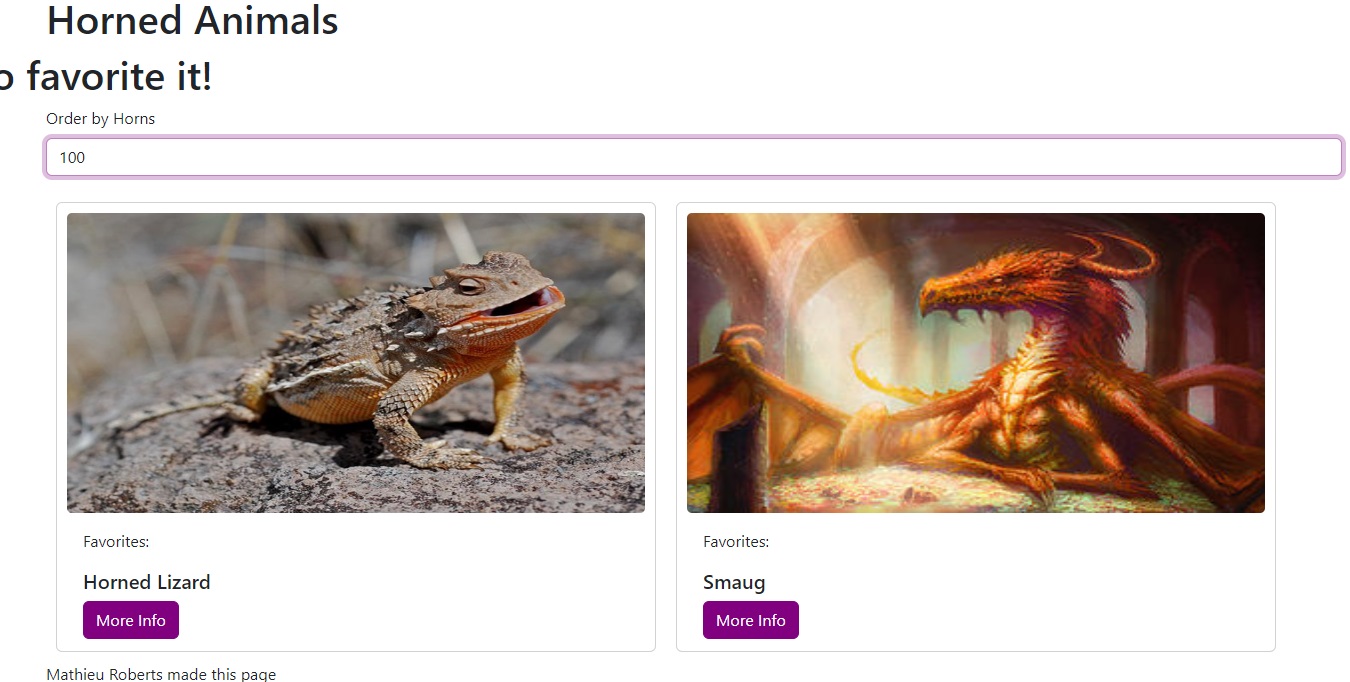 Horned Animals
o favorite it!
Order by Horns
100
Favorites:
Horned Lizard
More Info
Favorites:
Smaug
More Info
Mathieu Roberts made this page